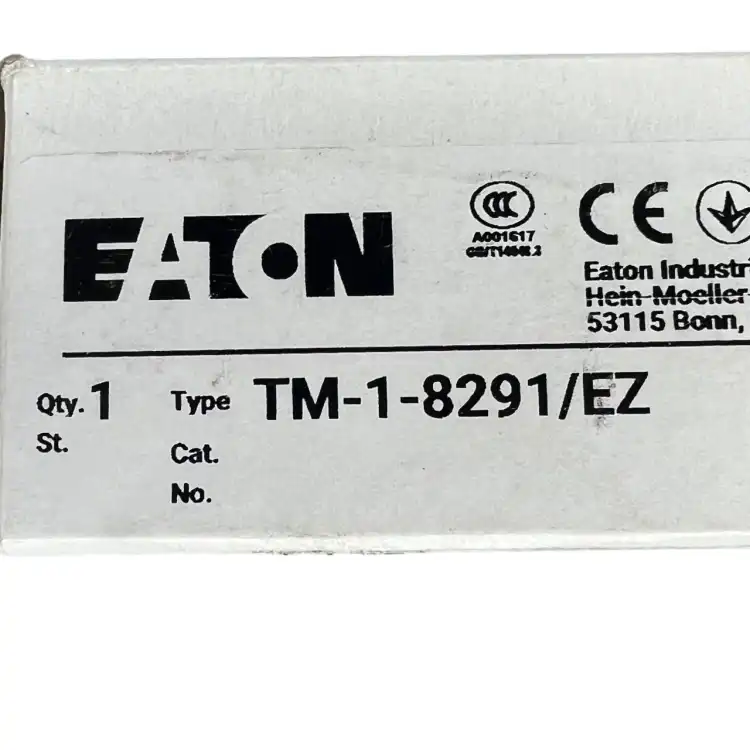 EATON
CCC
A001617
CE
Eaton Industri
Hein-Moeller-
53115 Bonn,
Qty. 1 Type TM-1-8291/EZ
St.
Cat.
No.